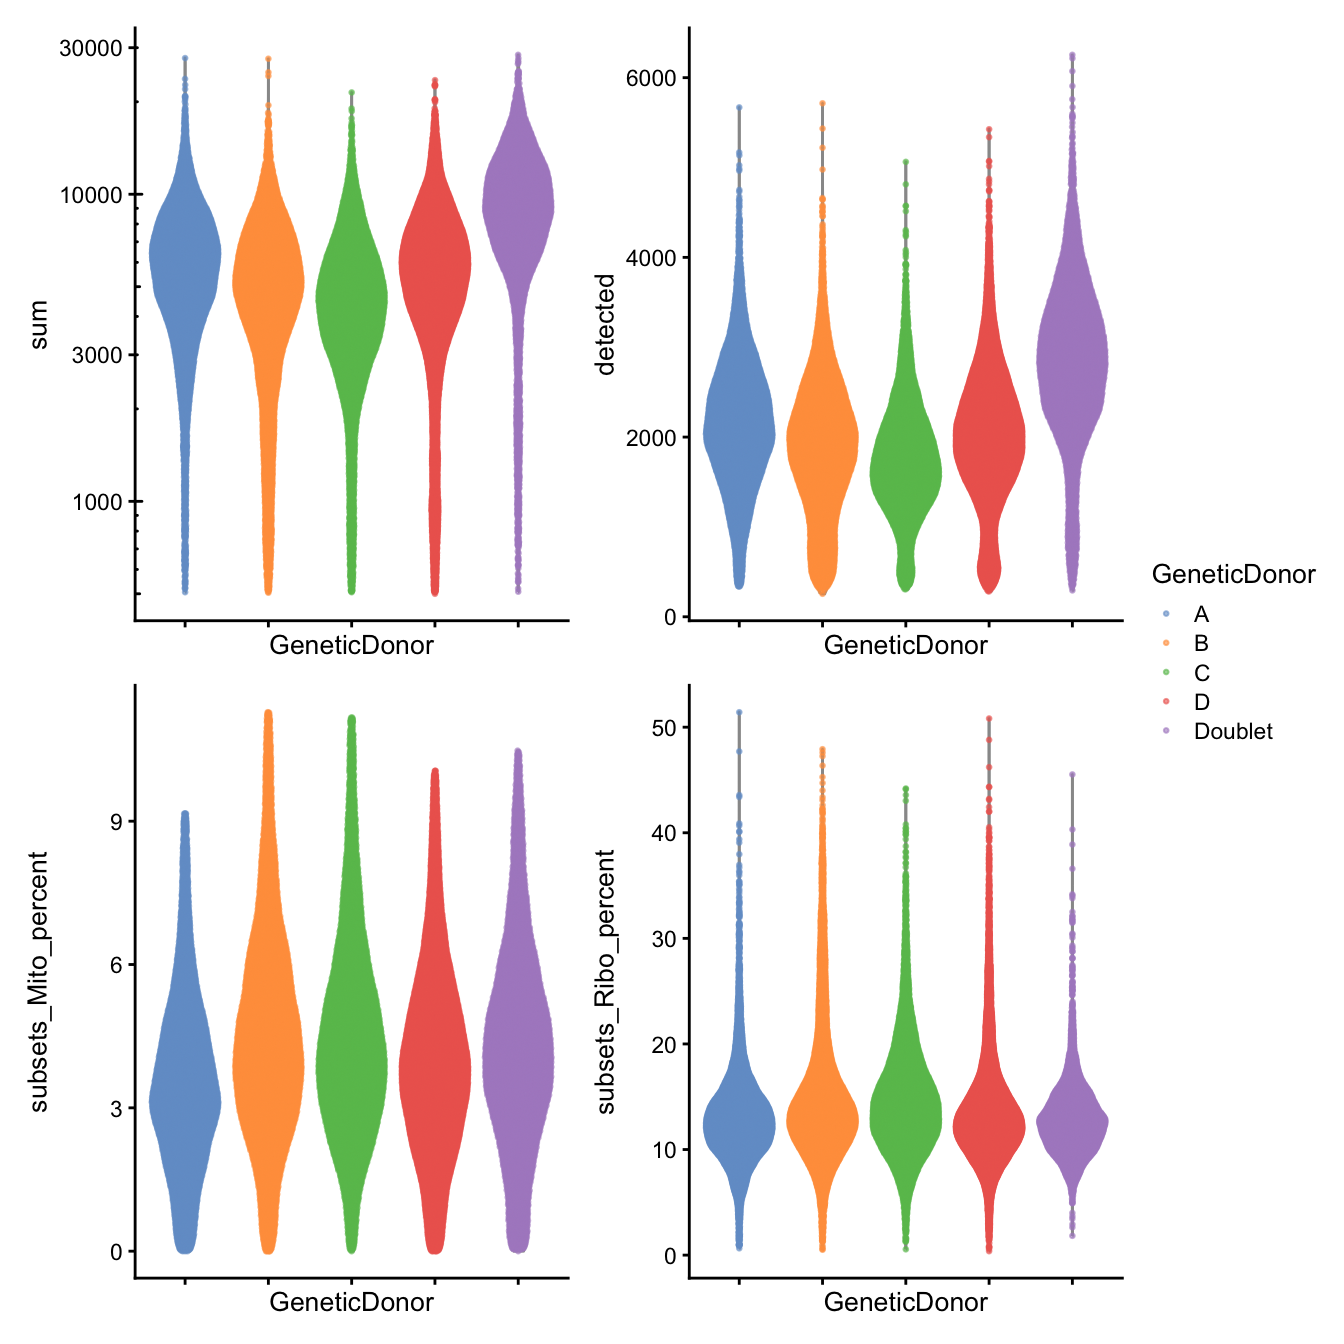 30000
10000
3000
1000
sum
GeneticDonor
6000
4000
2000
0
detected
GeneticDonor
9
6
3
0
subsets_Mito_percent
GeneticDonor
50
40
30
20
10
0
subsets_Ribo_percent
GeneticDonor
GeneticDonor
A
B
C
D
Doublet